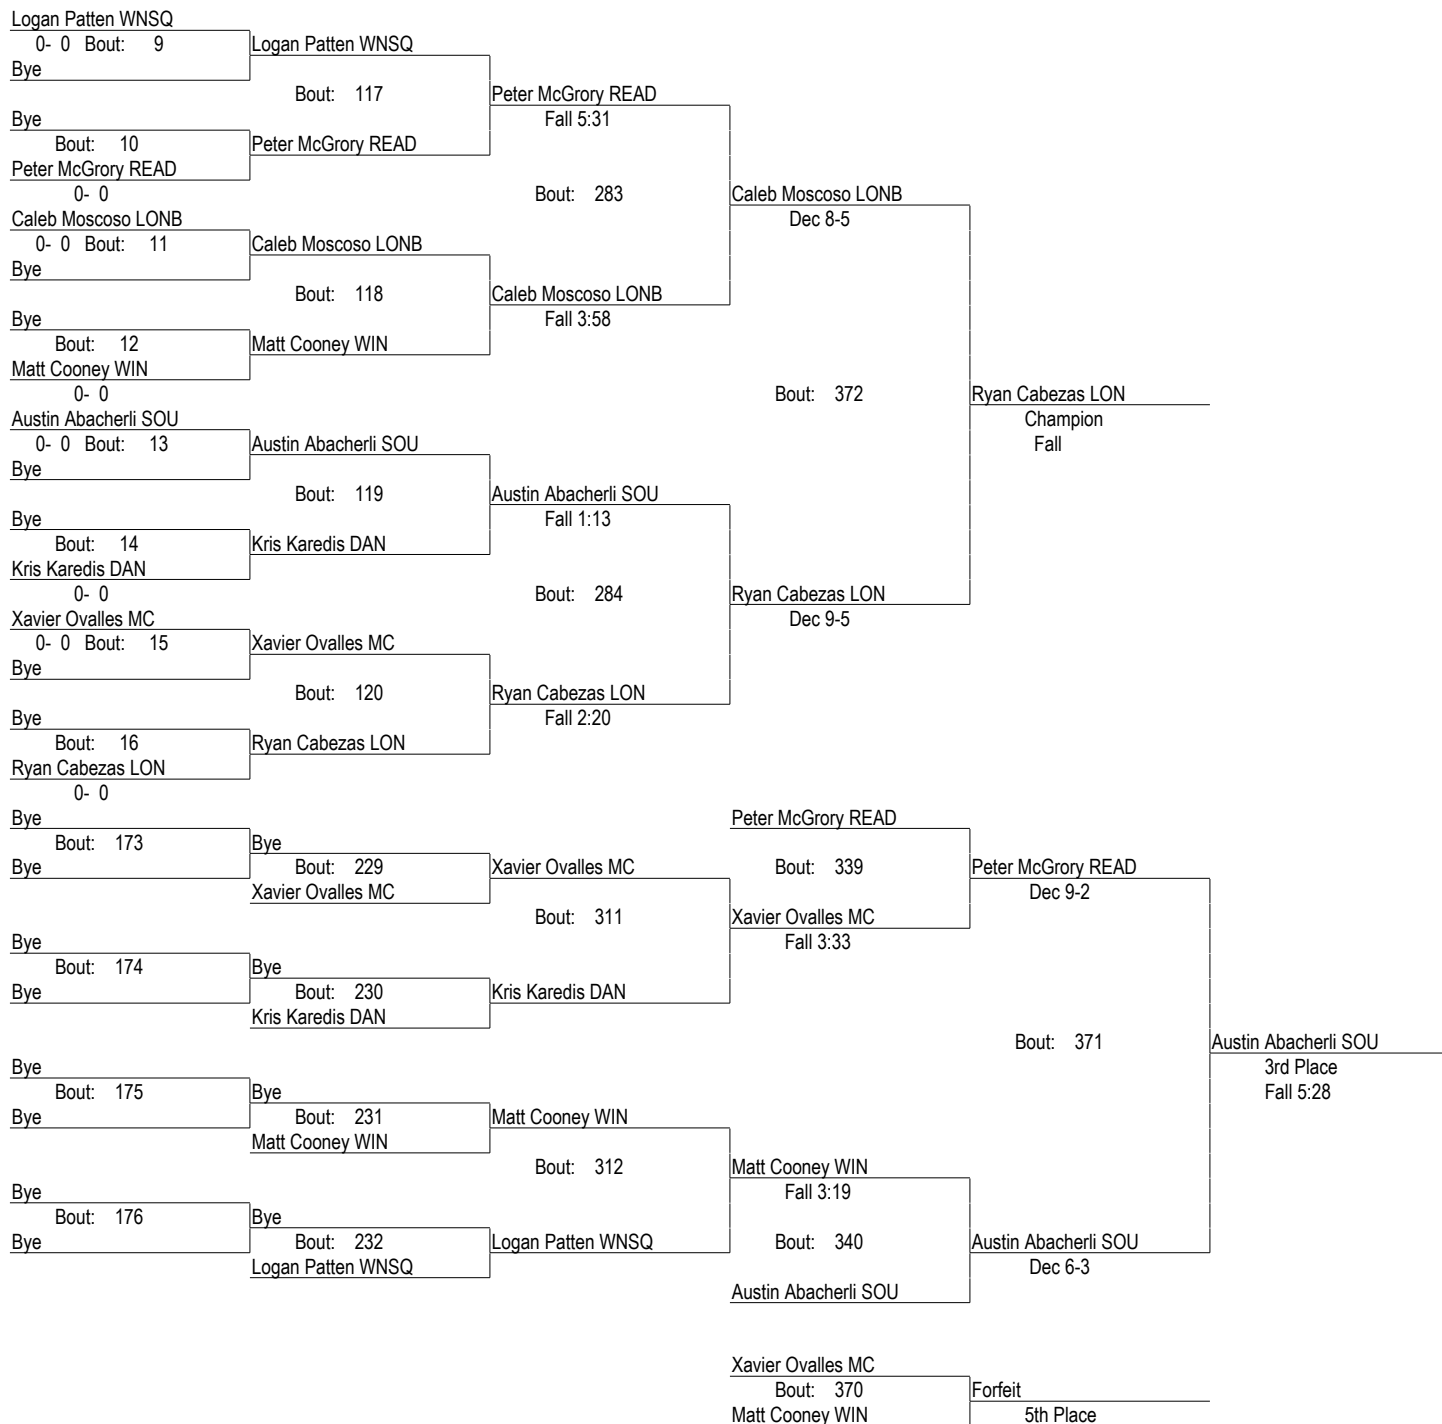 Logan Patten WNSQ
0- 0 Bout: 9
Logan Patten WNSQ
Bye
Bout: 117
Peter McGrory READ
Bye
Fall 5:31
Bout: 10
Peter McGrory READ
Peter McGrory READ
0- 0
Bout: 283
Caleb Moscoso LONB
Caleb Moscoso LONB
Dec 8-5
0- 0 Bout: 11
Caleb Moscoso LONB
Bye
Bout: 118
Caleb Moscoso LONB
Bye
Fall 3:58
Bout: 12
Matt Cooney WIN
Matt Cooney WIN
0- 0
Bout: 372
Ryan Cabezas LON
Austin Abacherli SOU
Champion
0- 0 Bout: 13
Austin Abacherli SOU
Fall
Bye
Bout: 119
Austin Abacherli SOU
Bye
Fall 1:13
Bout: 14
Kris Karedis DAN
Kris Karedis DAN
0- 0
Bout: 284
Ryan Cabezas LON
Xavier Ovalles MC
Dec 9-5
0- 0 Bout: 15
Xavier Ovalles MC
Bye
Bout: 120
Ryan Cabezas LON
Bye
Fall 2:20
Bout: 16
Ryan Cabezas LON
Ryan Cabezas LON
0- 0
Bye
Peter McGrory READ
Bout: 173
Bye
Bye
Bout: 229
Xavier Ovalles MC
Bout: 339
Peter McGrory READ
Xavier Ovalles MC
Dec 9-2
Bout: 311
Xavier Ovalles MC
Bye
Fall 3:33
Bout: 174
Bye
Bye
Bout: 230
Kris Karedis DAN
Kris Karedis DAN
Bout: 371
Austin Abacherli SOU
Bye
3rd Place
Bout: 175
Bye
Fall 5:28
Bye
Bout: 231
Matt Cooney WIN
Matt Cooney WIN
Bout: 312
Matt Cooney WIN
Bye
Fall 3:19
Bout: 176
Bye
Bye
Bout: 232
Logan Patten WNSQ
Bout: 340
Austin Abacherli SOU
Logan Patten WNSQ
Dec 6-3
Austin Abacherli SOU
Xavier Ovalles MC
Bout: 370
Forfeit
Matt Cooney WIN
5th Place